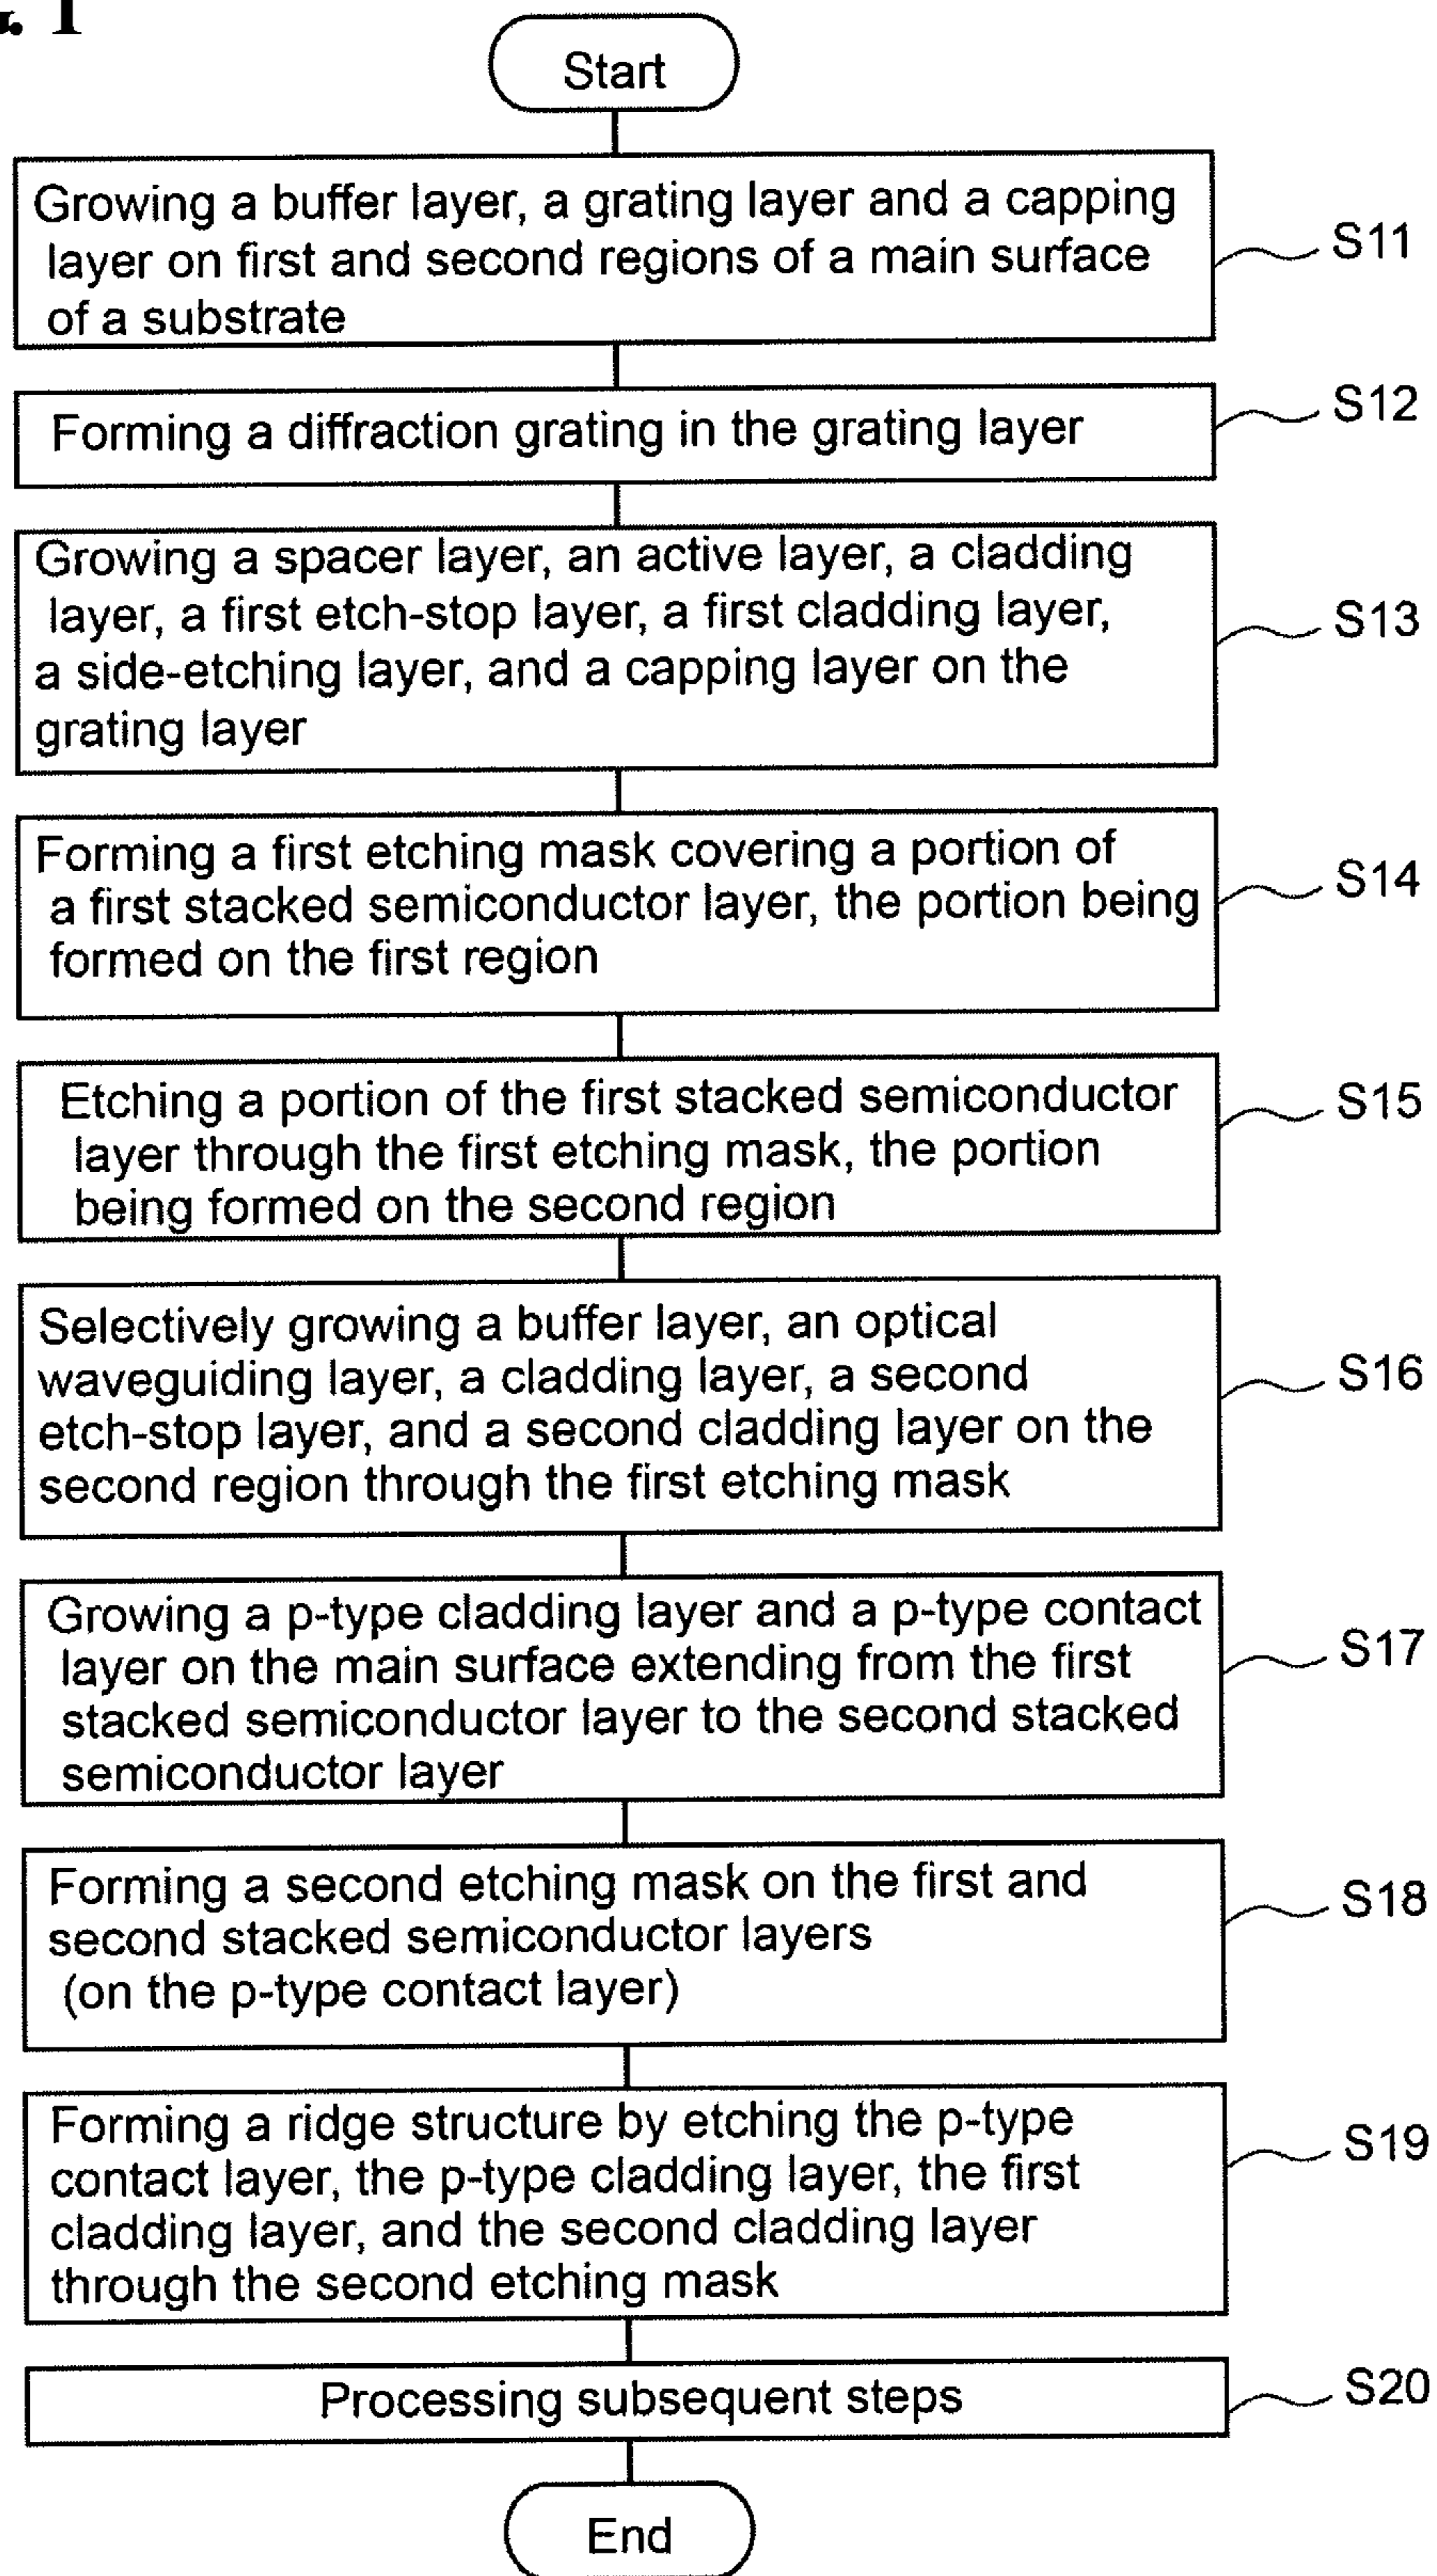 Start
Growing a buffer layer, a grating layer and a capping
layer on first and second regions of a main surface
of a substrate
S11
Forming a diffraction grating in the grating layer
S12
Growing a spacer layer, an active layer, a cladding
layer, a first etch-stop layer, a first cladding layer,
a side-etching layer, and a capping layer on the
grating layer
S13
Forming a first etching mask covering a portion of
a first stacked semiconductor layer, the portion being
formed on the first region
S14
Etching a portion of the first stacked semiconductor
layer through the first etching mask, the portion
being formed on the second region
S15
Selectively growing a buffer layer, an optical
waveguiding layer, a cladding layer, a second
etch-stop layer, and a second cladding layer on the
second region through the first etching mask
S16
Growing a p-type cladding layer and a p-type contact
layer on the main surface extending from the first
stacked semiconductor layer to the second stacked
semiconductor layer
S17
Forming a second etching mask on the first and
second stacked semiconductor layers
(on the p-type contact layer)
S18
Forming a ridge structure by etching the p-type
contact layer, the p-type cladding layer, the first
cladding layer, and the second cladding layer
through the second etching mask
S19
Processing subsequent steps
S20
End